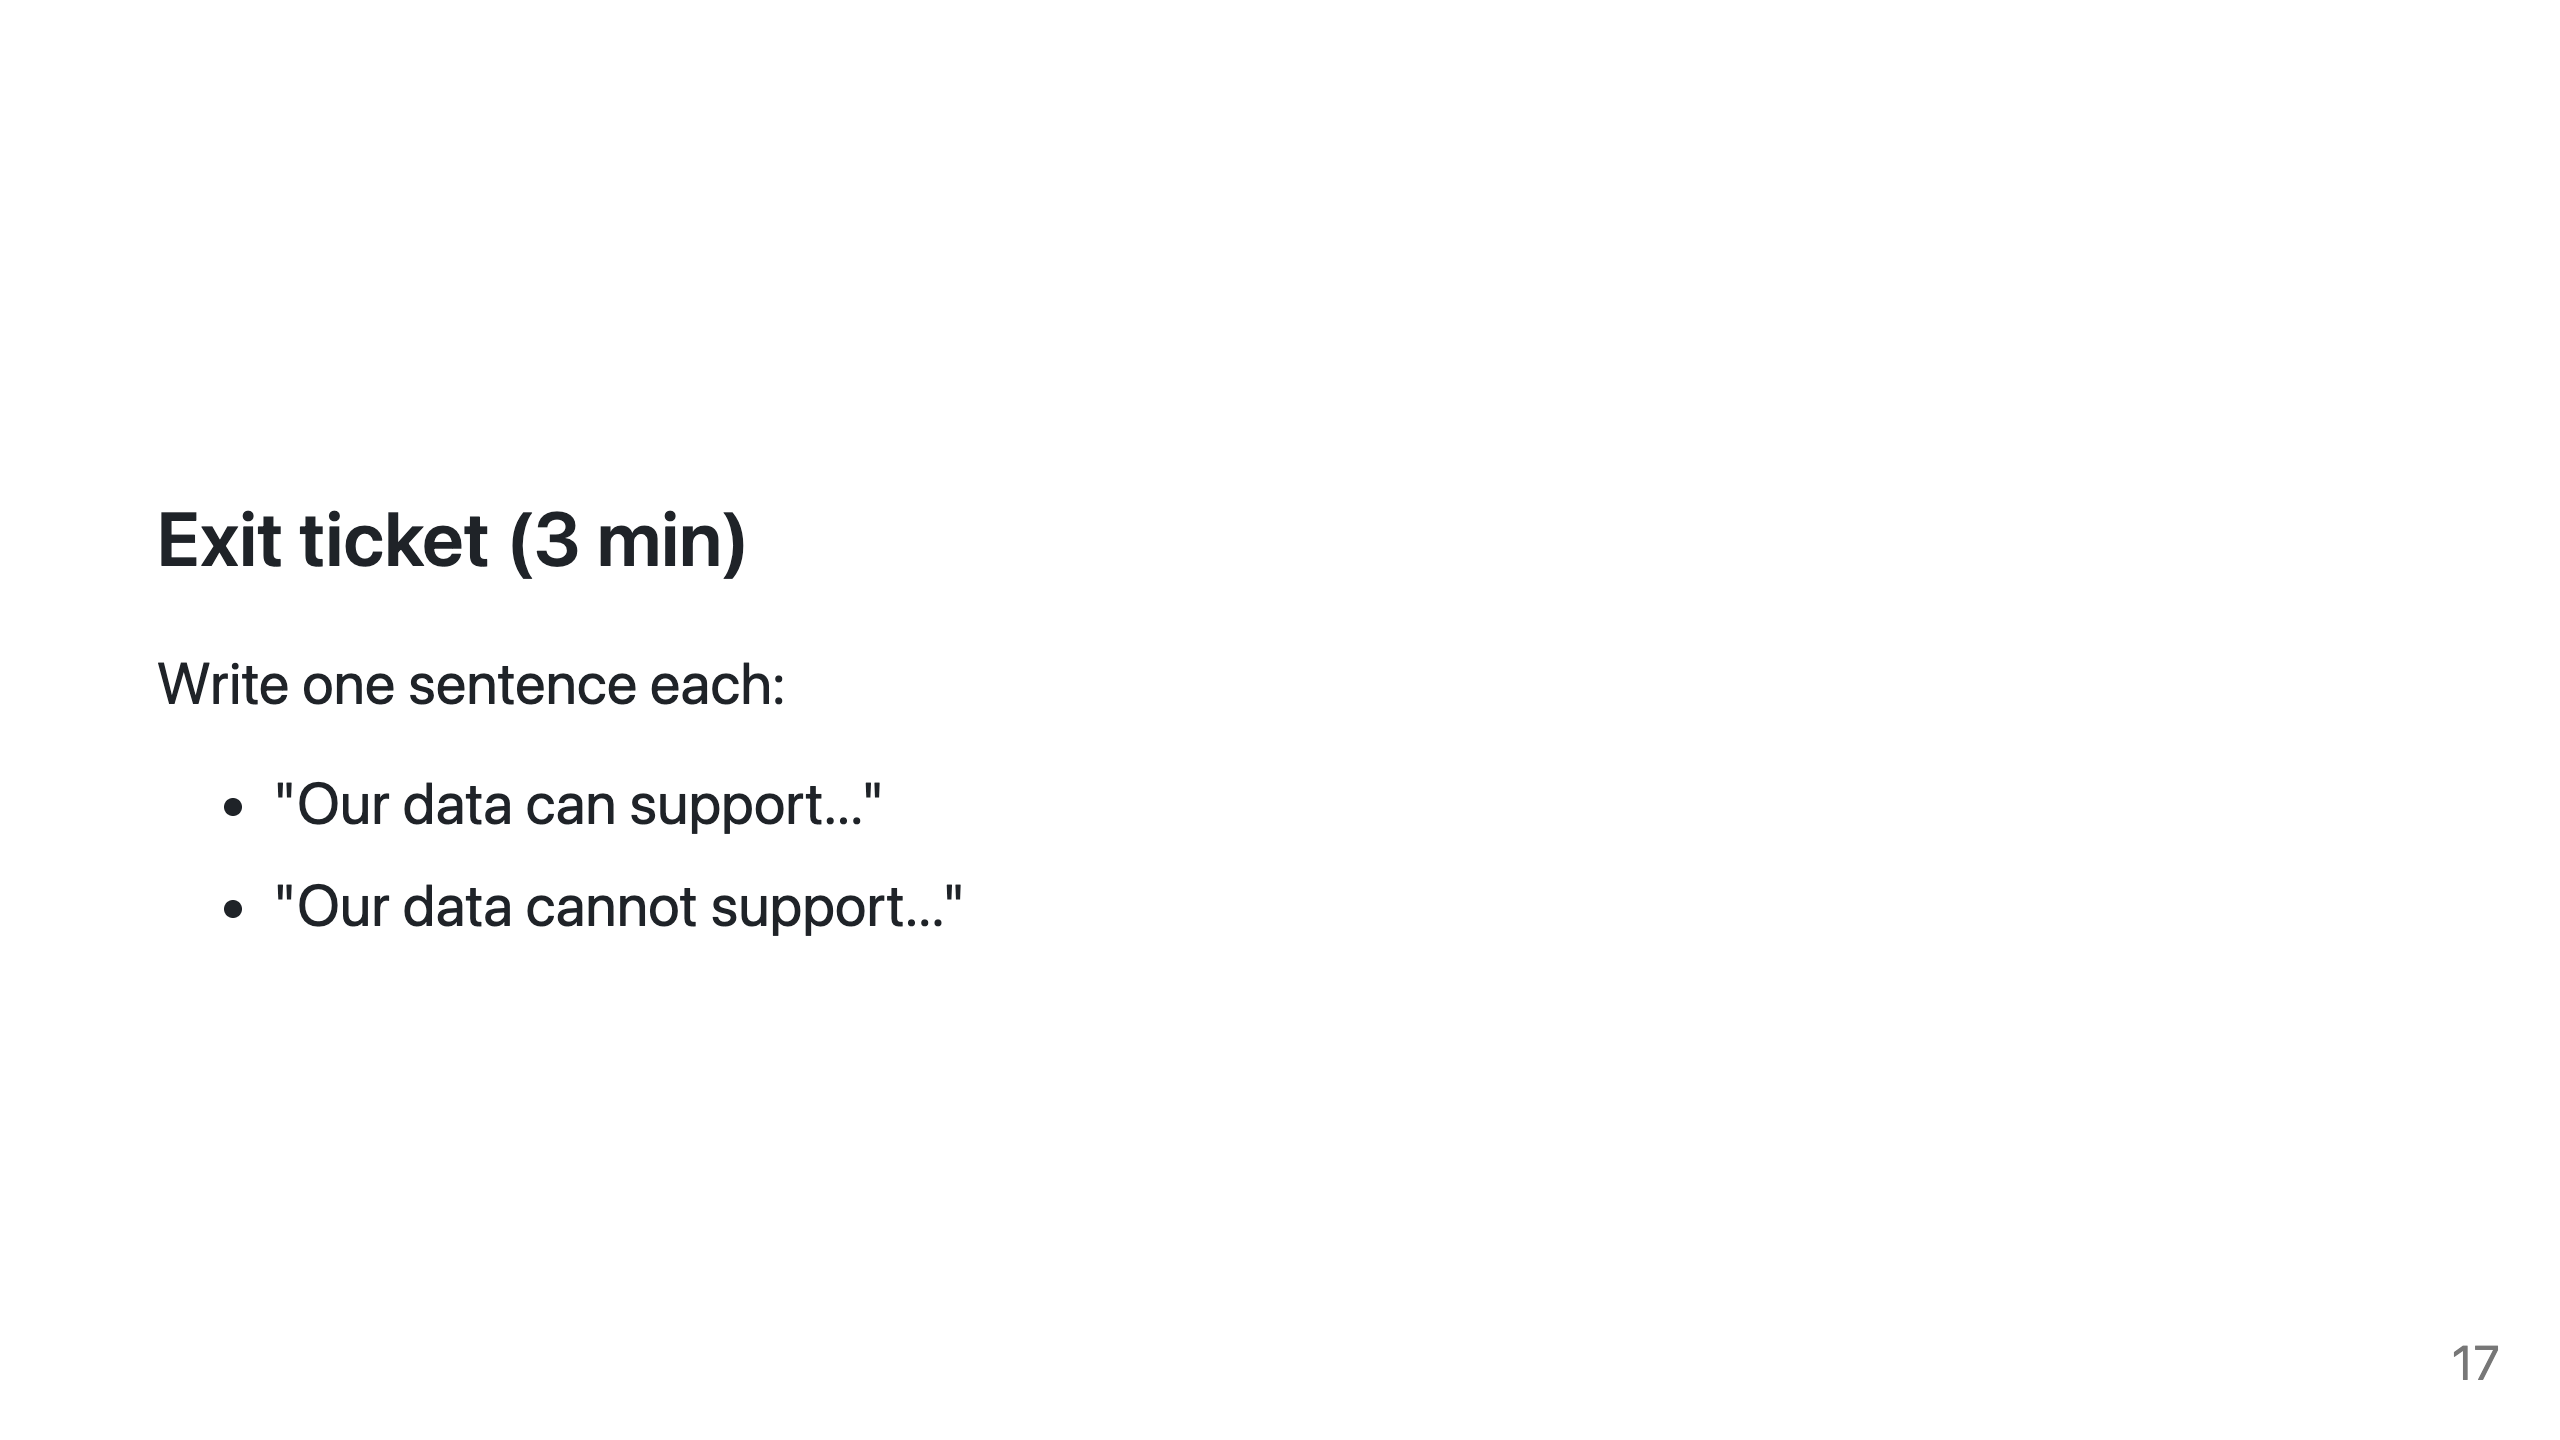 Exit ticket (3 min)
Write one sentence each:
• "Our data can support..."
• "Our data cannot support..."
17